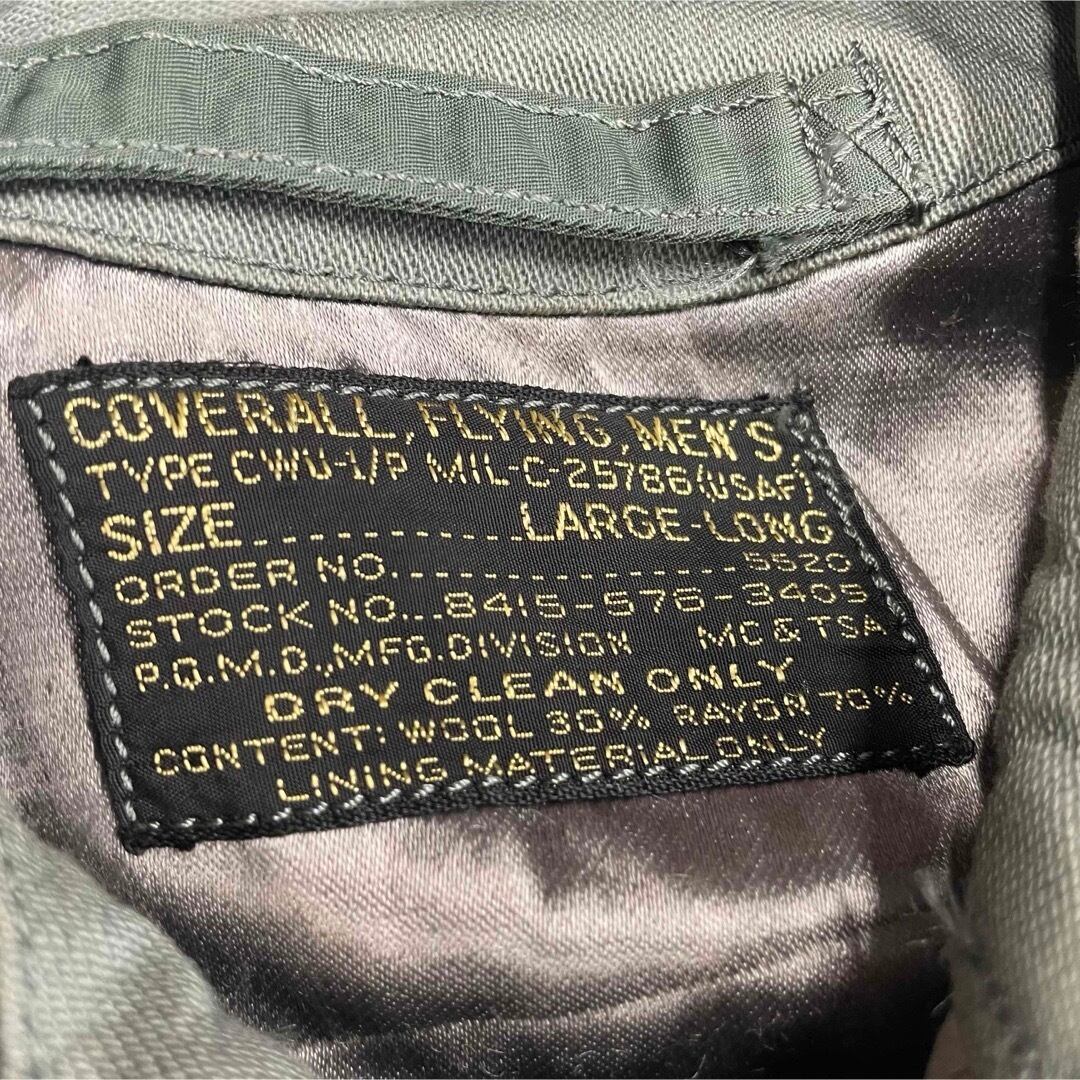 COVERALL, FLYING, MEN'S,
TYPE CWU-1/P MIL-C-25786 (USAF)
SIZE..............LARGE-LONG
ORDER NO..................5520
STOCK NO...8415-576-3405
P.Q.M.D., MFG. DIVISION MC & TSA
DRY CLEAN ONLY
CONTENT: WOOL 30% RAYON 70%
LINING MATERIAL ONLY